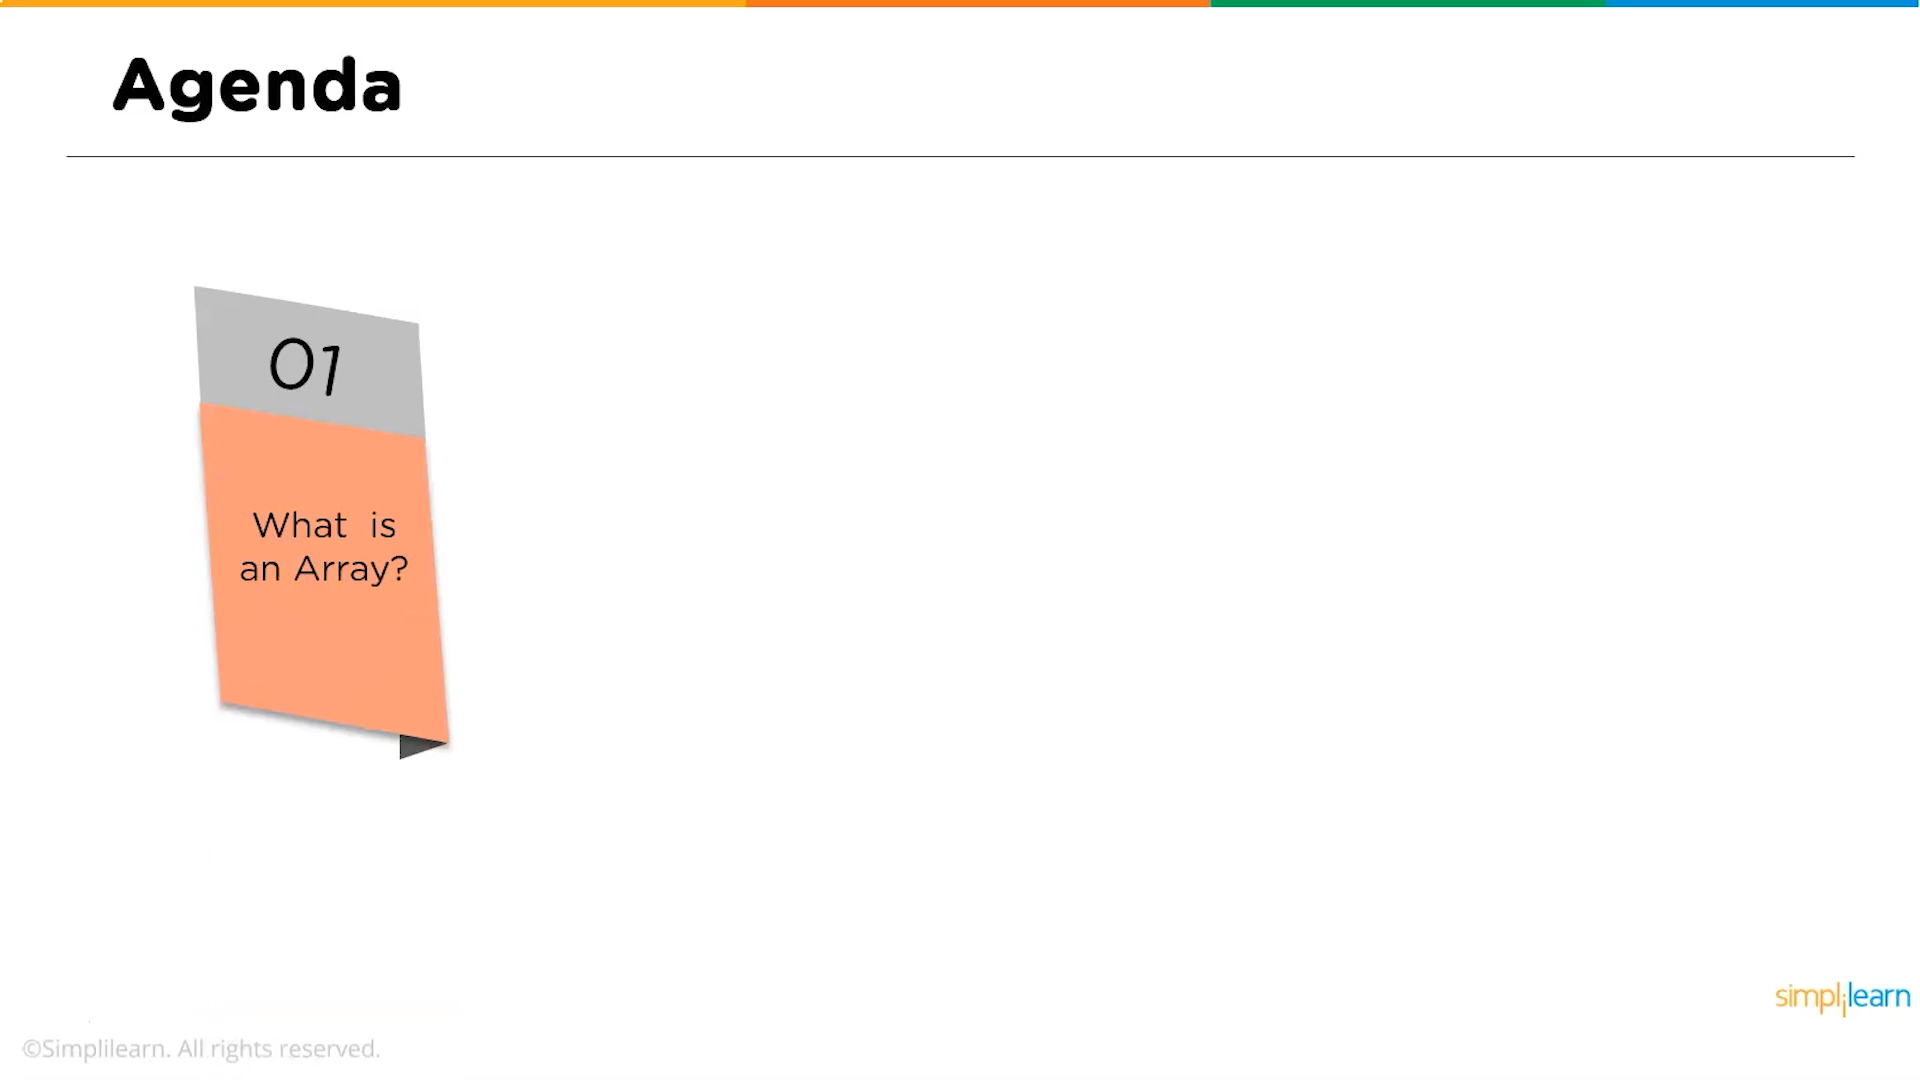 Agenda
01
What is
an Array?
simplilearn
©Simplilearn. All rights reserved.